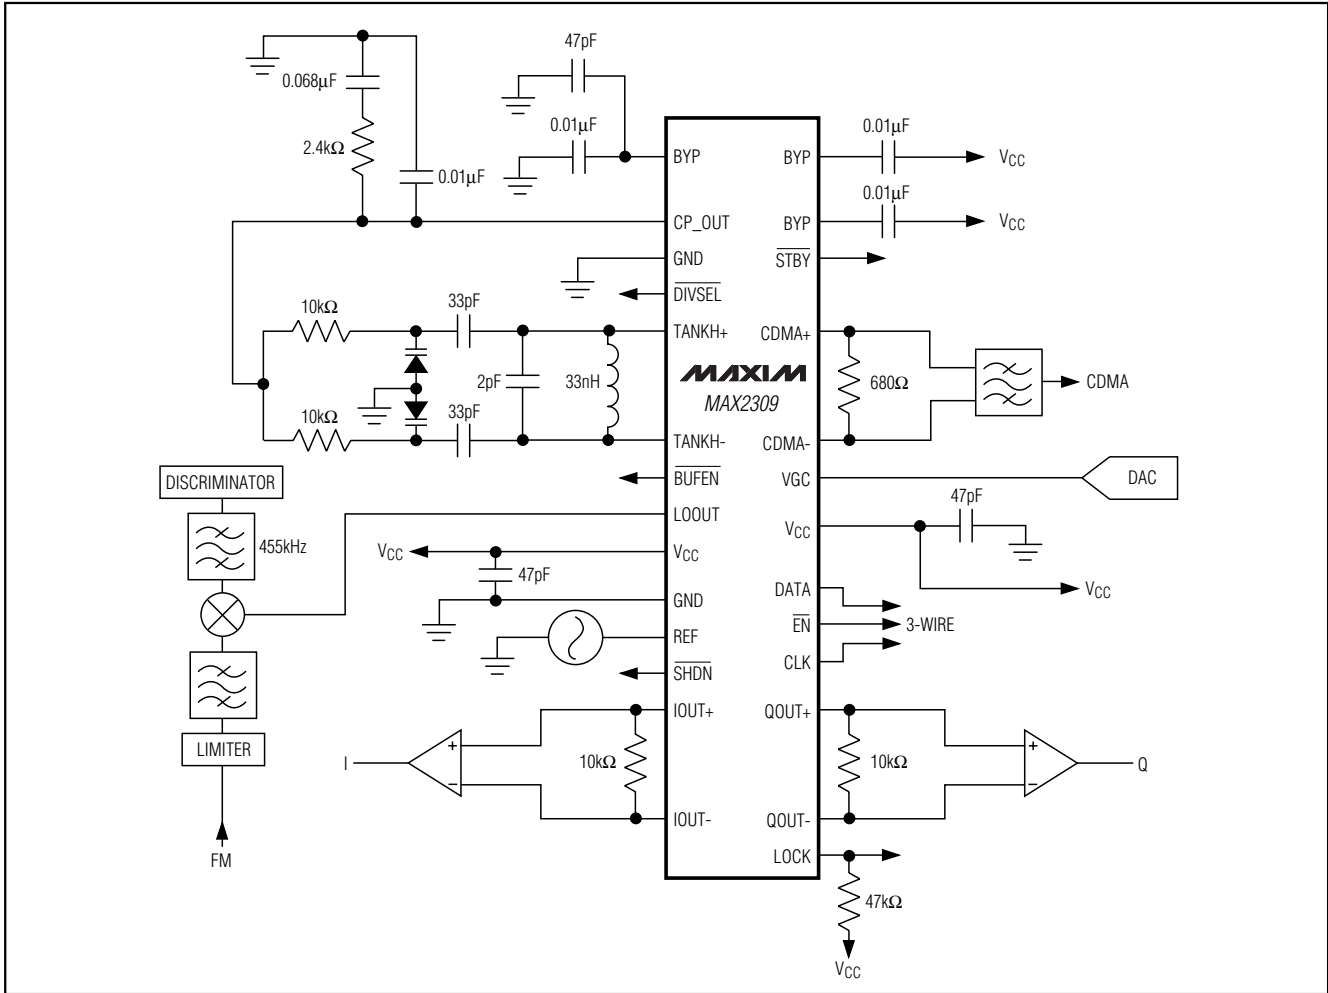 47pF
0.068μF
0.01μF
0.01μF
2.4kΩ
BYP
BYP
VCC
0.01μF
0.01μF
CP_OUT
BYP
VCC
GND
STBY
DIVSEL
10kΩ
33pF
TANKH+
CDMA+
2pF
33nH
MAXIM
MAX2309
680Ω
CDMA
10kΩ
33pF
TANKH-
CDMA-
DISCRIMINATOR
BUFEN
VGC
DAC
47pF
LOOUT
VCC
455kHz
VCC
VCC
47pF
DATA
VCC
GND
EN
3-WIRE
REF
CLK
SHDN
IOUT+
QOUT+
LIMITER
I
+
-
10kΩ
10kΩ
+
-
Q
IOUT-
QOUT-
FM
LOCK
47kΩ
VCC